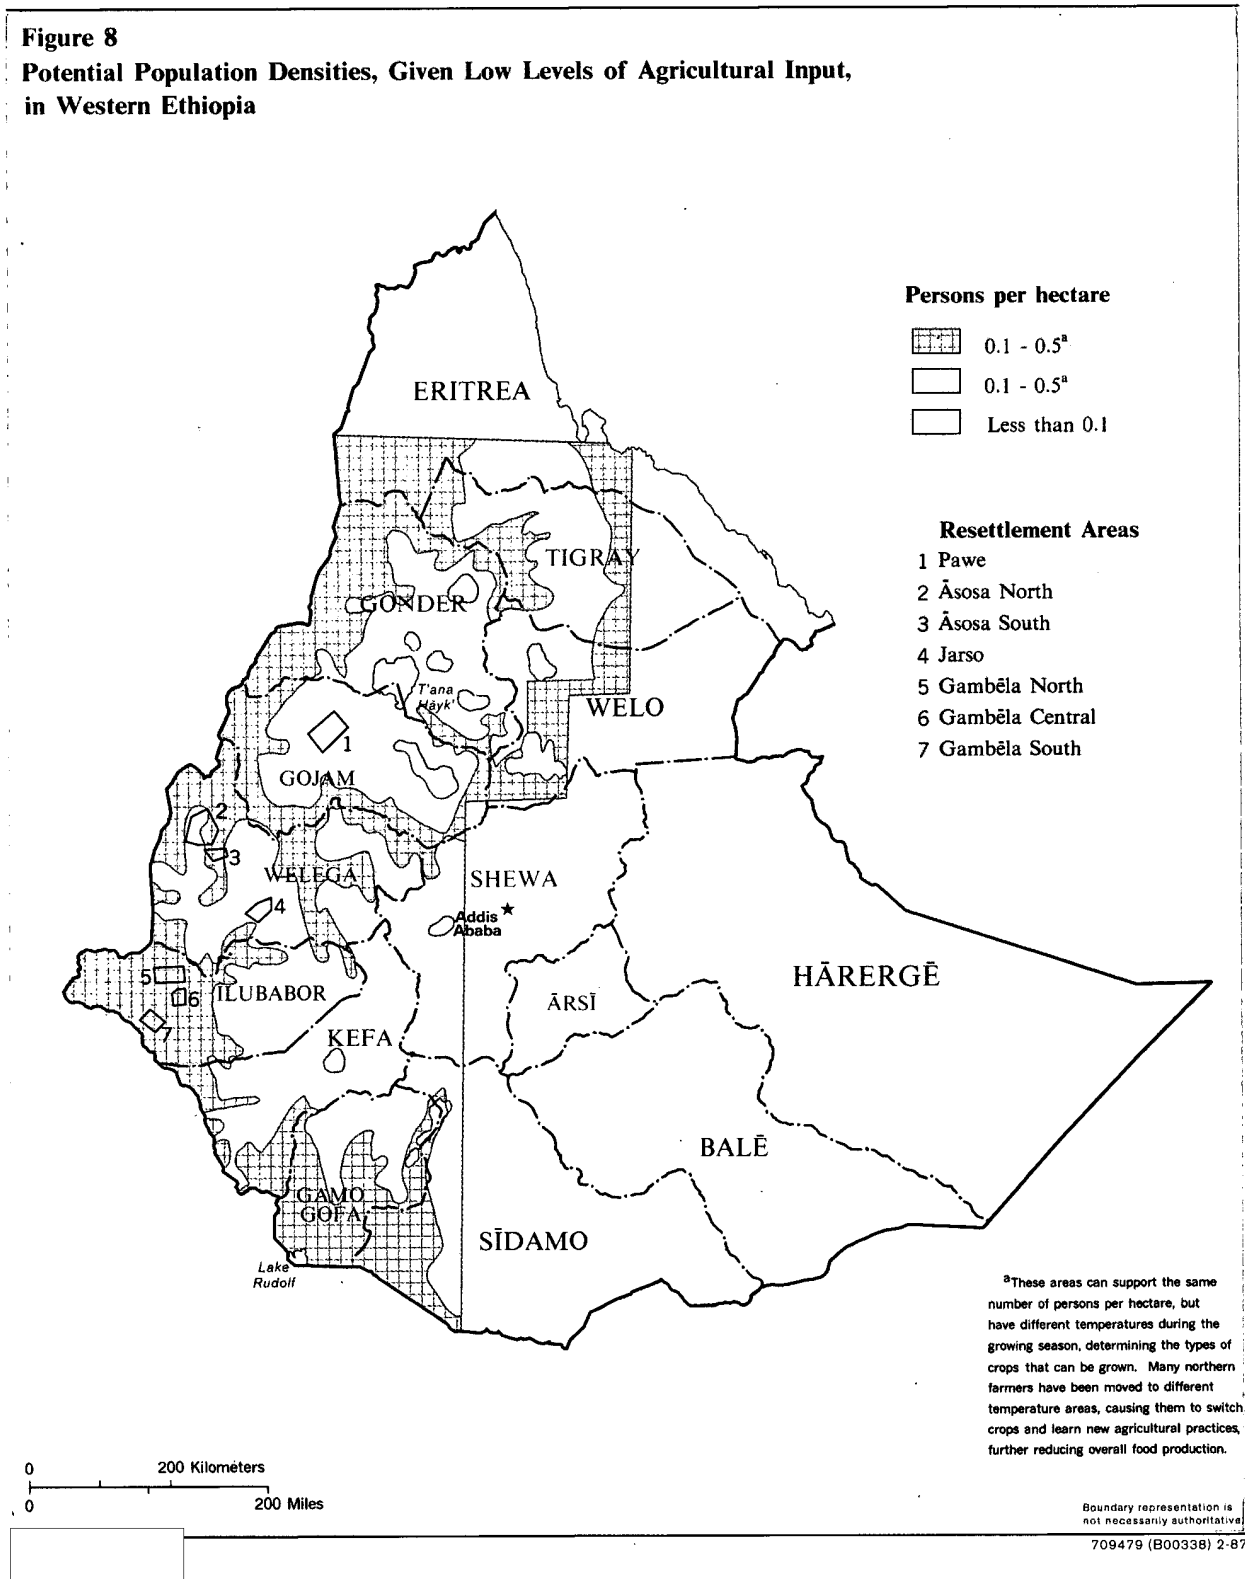 Figure 8
Potential Population Densities, Given Low Levels of Agricultural Input,
in Western Ethiopia
Persons per hectare
0.1 - 0.5ᵃ
0.1 - 0.5ᵃ
Less than 0.1
ERITREA
Resettlement Areas
1 Pawe
2 Āsosa North
3 Āsosa South
4 Jarso
5 Gambēla North
6 Gambēla Central
7 Gambēla South
TIGRAY
GONDER
T'ana
Hāyk'
WELO
1
GOJAM
2
3
WELEGA
SHEWA
4
Addis
Ababa
5
6
ILUBABOR
HĀRERGĒ
ĀRSĪ
7
KEFA
BALĒ
GAMO
GOFA
SĪDAMO
Lake
Rudolf
ᵃThese areas can support the same
number of persons per hectare, but
have different temperatures during the
growing season, determining the types of
crops that can be grown. Many northern
farmers have been moved to different
temperature areas, causing them to switch
crops and learn new agricultural practices,
further reducing overall food production.
0 200 Kilometers
0 200 Miles
Boundary representation is
not necessarily authoritative
709479 (B00338) 2-87